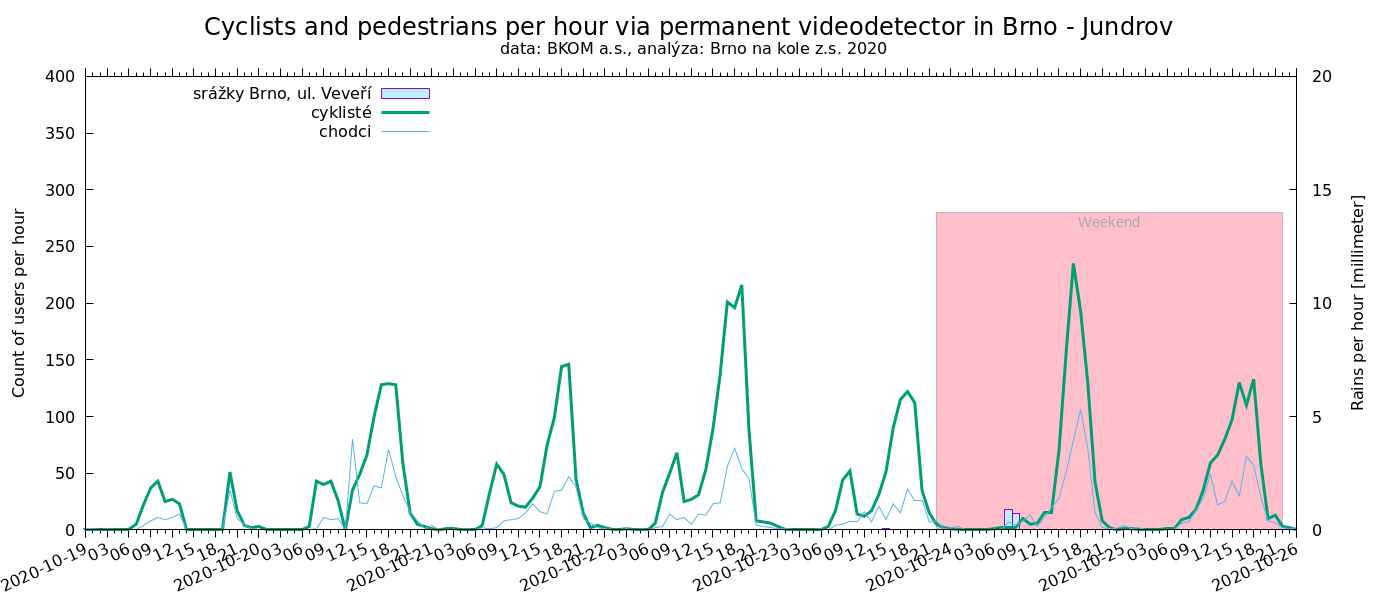 Cyclists and pedestrians per hour via permanent videodetector in Brno - Jundrov
data: BKOM a.s., analýza: Brno na kole z.s. 2020
srážky Brno, ul. Veveří
cyklisté
chodci
Weekend
Count of users per hour
400
350
300
250
200
150
100
50
0
Rains per hour [millimeter]
20
15
10
5
0
2020-10-19 03 06 09 12 15 18 21 2020-10-20 03 06 09 12 15 18 21 2020-10-21 03 06 09 12 15 18 21 2020-10-22 03 06 09 12 15 18 21 2020-10-23 03 06 09 12 15 18 21 2020-10-24 03 06 09 12 15 18 21 2020-10-25 03 06 09 12 15 18 21 2020-10-26